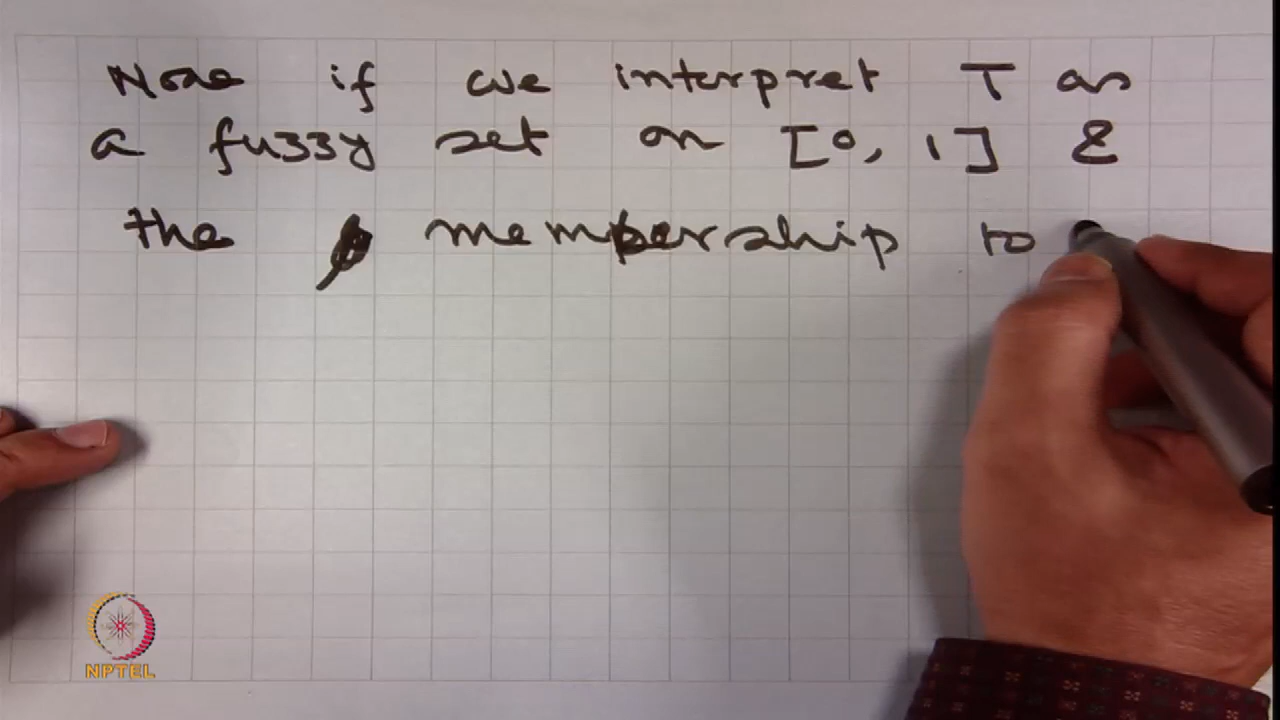 Now if we interpret T as
a fuzzy set on [0, 1] &
the membership to
NPTEL